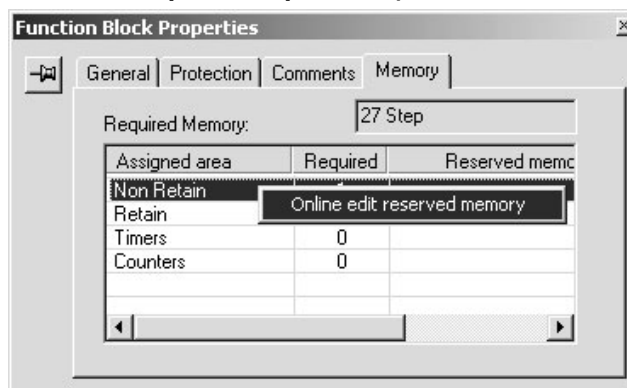 Function Block Properties
General Protection Comments Memory
Required Memory: 27 Step
Assigned area Required Reserved memo
Non Retain
Online edit reserved memory
Retain
Timers 0
Counters 0